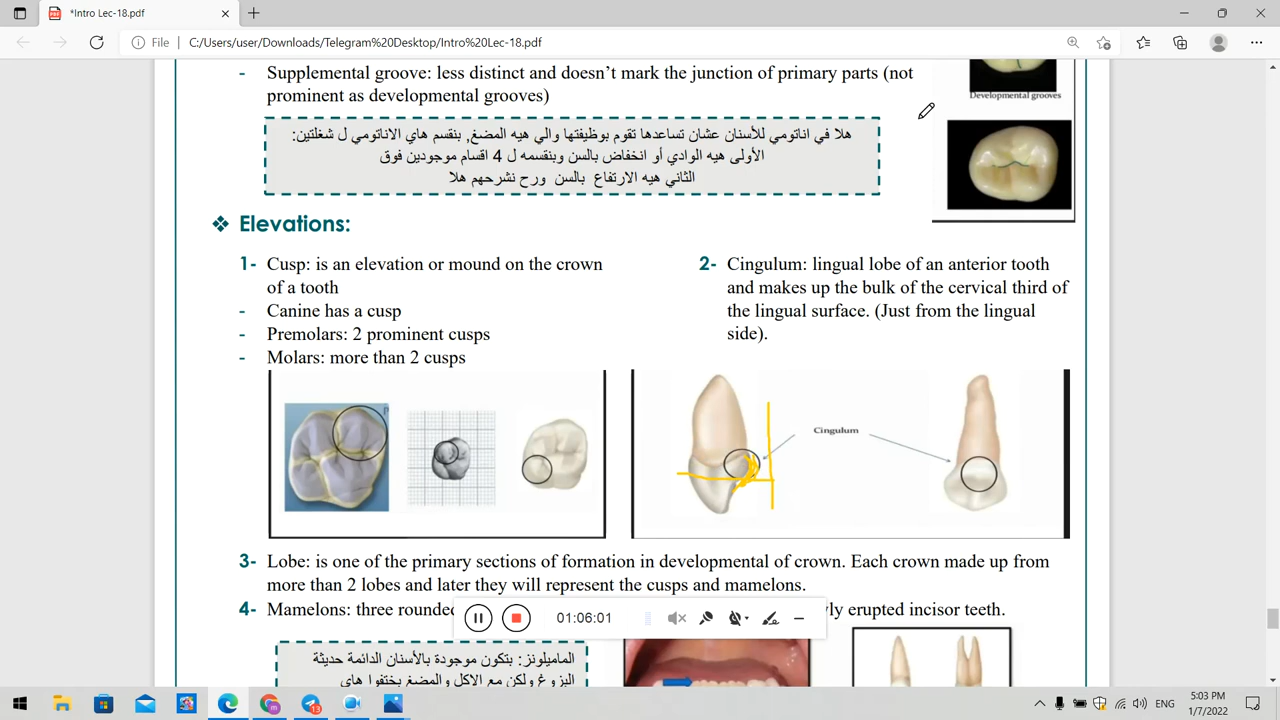 *Intro Lec-18.pdf
File
C:/Users/user/Downloads/Telegram%20Desktop/Intro%20Lec-18.pdf
- Supplemental groove: less distinct and doesn’t mark the junction of primary parts (not
prominent as developmental grooves)
Developmental grooves
هلا في اناتومي للأسنان عشان تساعدها تقوم بوظيفتها والي هيه المضغ, بنقسم هاي الاناتومي ل شغلتين:
الأولى هيه الوادي أو انخفاض بالسن وبنقسمه ل 4 اقسام موجودين فوق
الثاني هيه الارتفاع بالسن ورح نشرحهم هلا
❖ Elevations:
1- Cusp: is an elevation or mound on the crown
of a tooth
- Canine has a cusp
- Premolars: 2 prominent cusps
- Molars: more than 2 cusps
2- Cingulum: lingual lobe of an anterior tooth
and makes up the bulk of the cervical third of
the lingual surface. (Just from the lingual
side).
P
Cingulum
3- Lobe: is one of the primary sections of formation in developmental of crown. Each crown made up from
more than 2 lobes and later they will represent the cusps and mamelons.
4- Mamelons: three rounded
erupted incisor teeth.
01:06:01
الماميلونز: بتكون موجودة بالأسنان الدائمة حديثة
البزوغ ولكن مع الاكل والمضغ بختفوا هاي
13
ENG
5:03 PM
1/7/2022